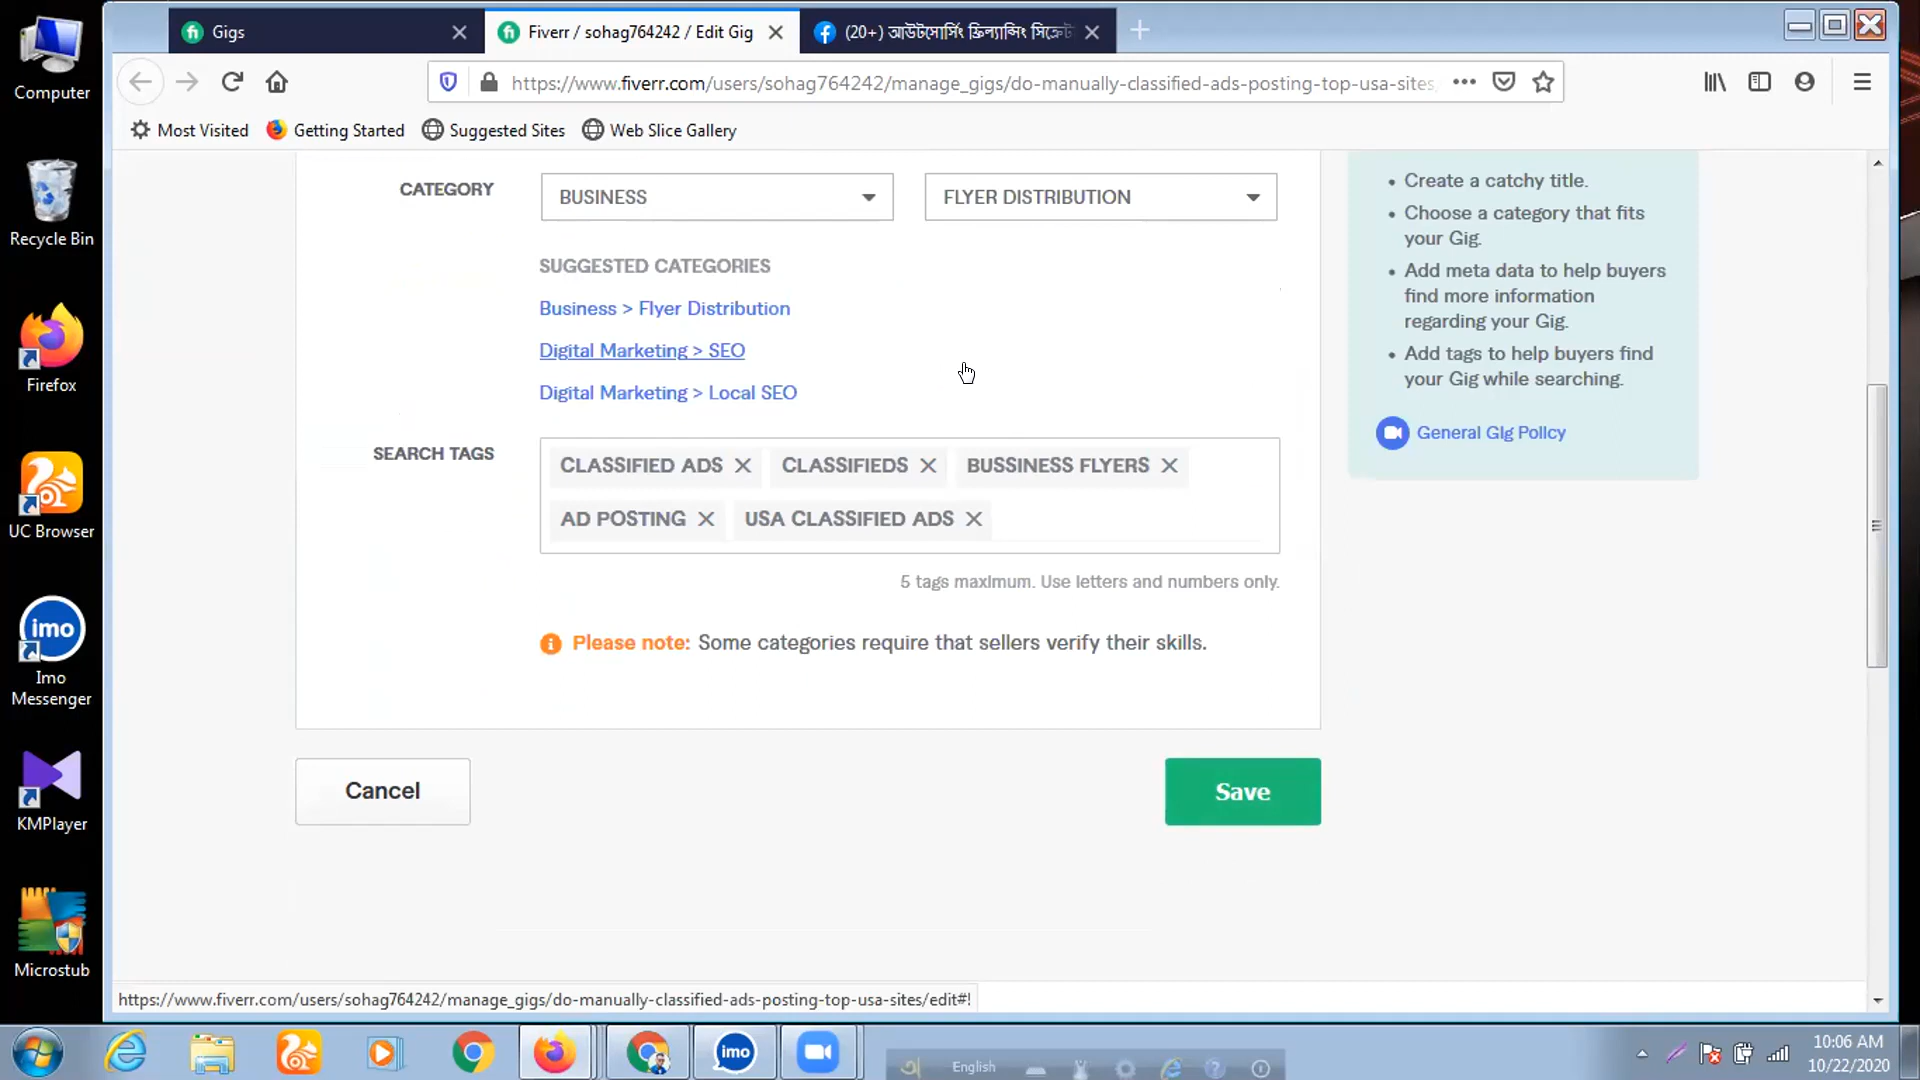 Computer
Recycle Bin
Firefox
UC Browser
imo
Imo
Messenger
KMPlayer
Microstub
Gigs
Fiverr / sohag764242 / Edit Gig
(20+) আউটসোর্সিং ফ্রিল্যান্সিং সিক্রেট
https://www.fiverr.com/users/sohag764242/manage_gigs/do-manually-classified-ads-posting-top-usa-sites,
Most Visited
Getting Started
Suggested Sites
Web Slice Gallery
CATEGORY
BUSINESS
FLYER DISTRIBUTION
SUGGESTED CATEGORIES
Business > Flyer Distribution
Digital Marketing > SEO
Digital Marketing > Local SEO
SEARCH TAGS
CLASSIFIED ADS
CLASSIFIEDS
BUSSINESS FLYERS
AD POSTING
USA CLASSIFIED ADS
5 tags maximum. Use letters and numbers only.
Please note: Some categories require that sellers verify their skills.
Cancel
Save
• Create a catchy title.
• Choose a category that fits
your Gig.
• Add meta data to help buyers
find more information
regarding your Gig.
• Add tags to help buyers find
your Gig while searching.
General Gig Policy
https://www.fiverr.com/users/sohag764242/manage_gigs/do-manually-classified-ads-posting-top-usa-sites/edit#!
imo
English
10:06 AM
10/22/2020